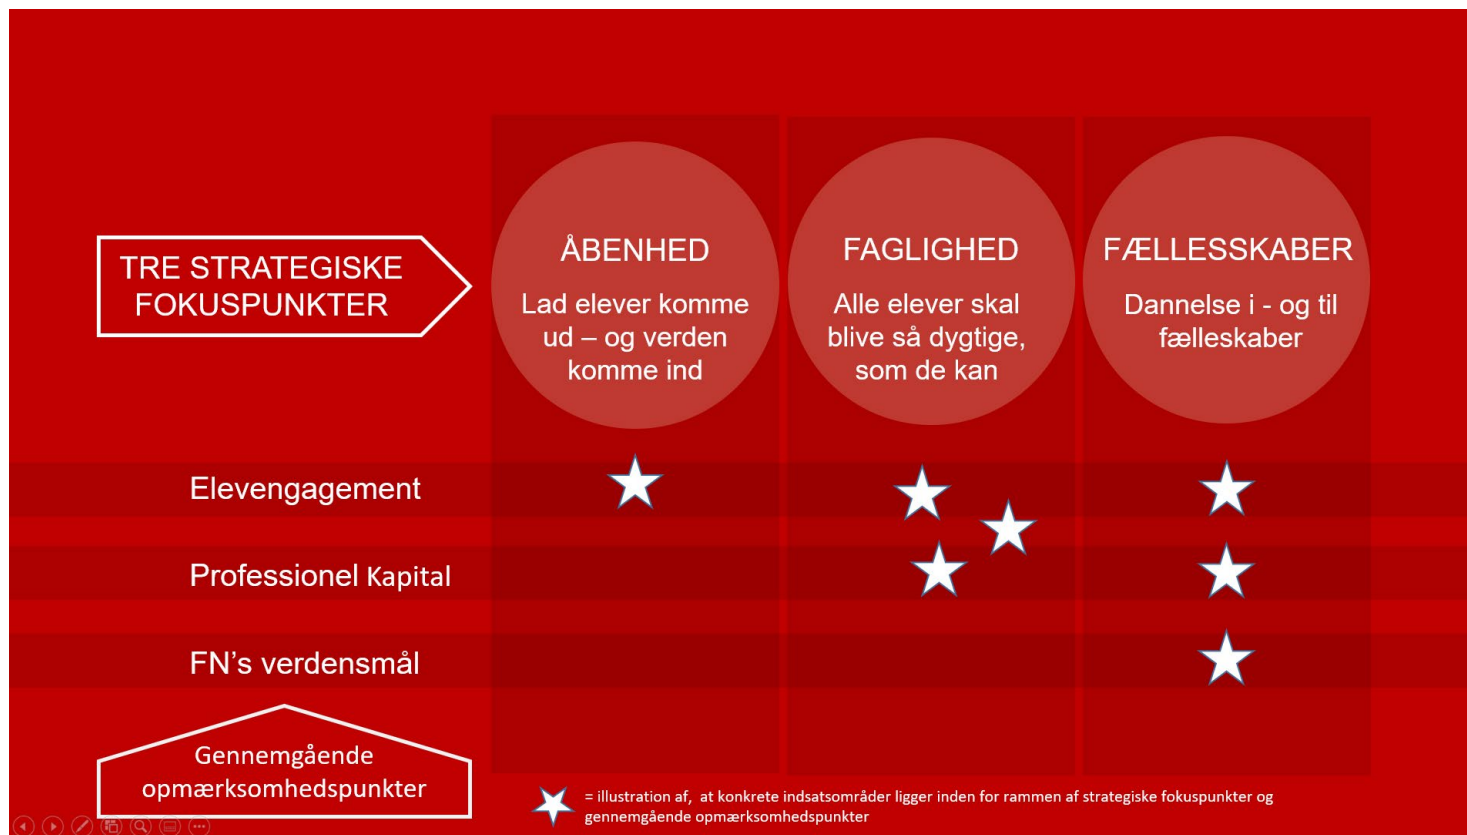 TRE STRATEGISKE
FOKUSPUNKTER
ÅBENHED
Lad elever komme
ud – og verden
komme ind
FAGLIGHED
Alle elever skal
blive så dygtige,
som de kan
FÆLLESSKABER
Dannelse i - og til
fælleskaber
Elevengagement
Professionel Kapital
FN’s verdensmål
Gennemgående
opmærksomhedspunkter
= illustration af, at konkrete indsatsområder ligger inden for rammen af strategiske fokuspunkter og
gennemgående opmærksomhedspunkter